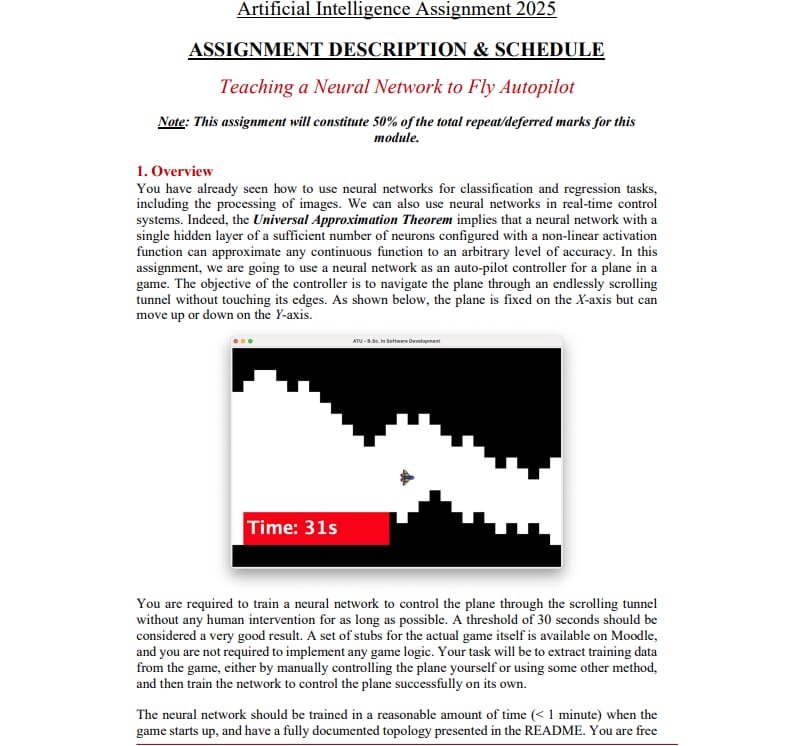 Artificial Intelligence Assignment 2025
ASSIGNMENT DESCRIPTION & SCHEDULE
Teaching a Neural Network to Fly Autopilot
Note: This assignment will constitute 50% of the total repeat/deferred marks for this
module.
1. Overview
You have already seen how to use neural networks for classification and regression tasks,
including the processing of images. We can also use neural networks in real-time control
systems. Indeed, the Universal Approximation Theorem implies that a neural network with a
single hidden layer of a sufficient number of neurons configured with a non-linear activation
function can approximate any continuous function to an arbitrary level of accuracy. In this
assignment, we are going to use a neural network as an auto-pilot controller for a plane in a
game. The objective of the controller is to navigate the plane through an endlessly scrolling
tunnel without touching its edges. As shown below, the plane is fixed on the X-axis but can
move up or down on the Y-axis.
ATU - B.Sc. in Software Development
Time: 31s
You are required to train a neural network to control the plane through the scrolling tunnel
without any human intervention for as long as possible. A threshold of 30 seconds should be
considered a very good result. A set of stubs for the actual game itself is available on Moodle,
and you are not required to implement any game logic. Your task will be to extract training data
from the game, either by manually controlling the plane yourself or using some other method,
and then train the network to control the plane successfully on its own.
The neural network should be trained in a reasonable amount of time (< 1 minute) when the
game starts up, and have a fully documented topology presented in the README. You are free